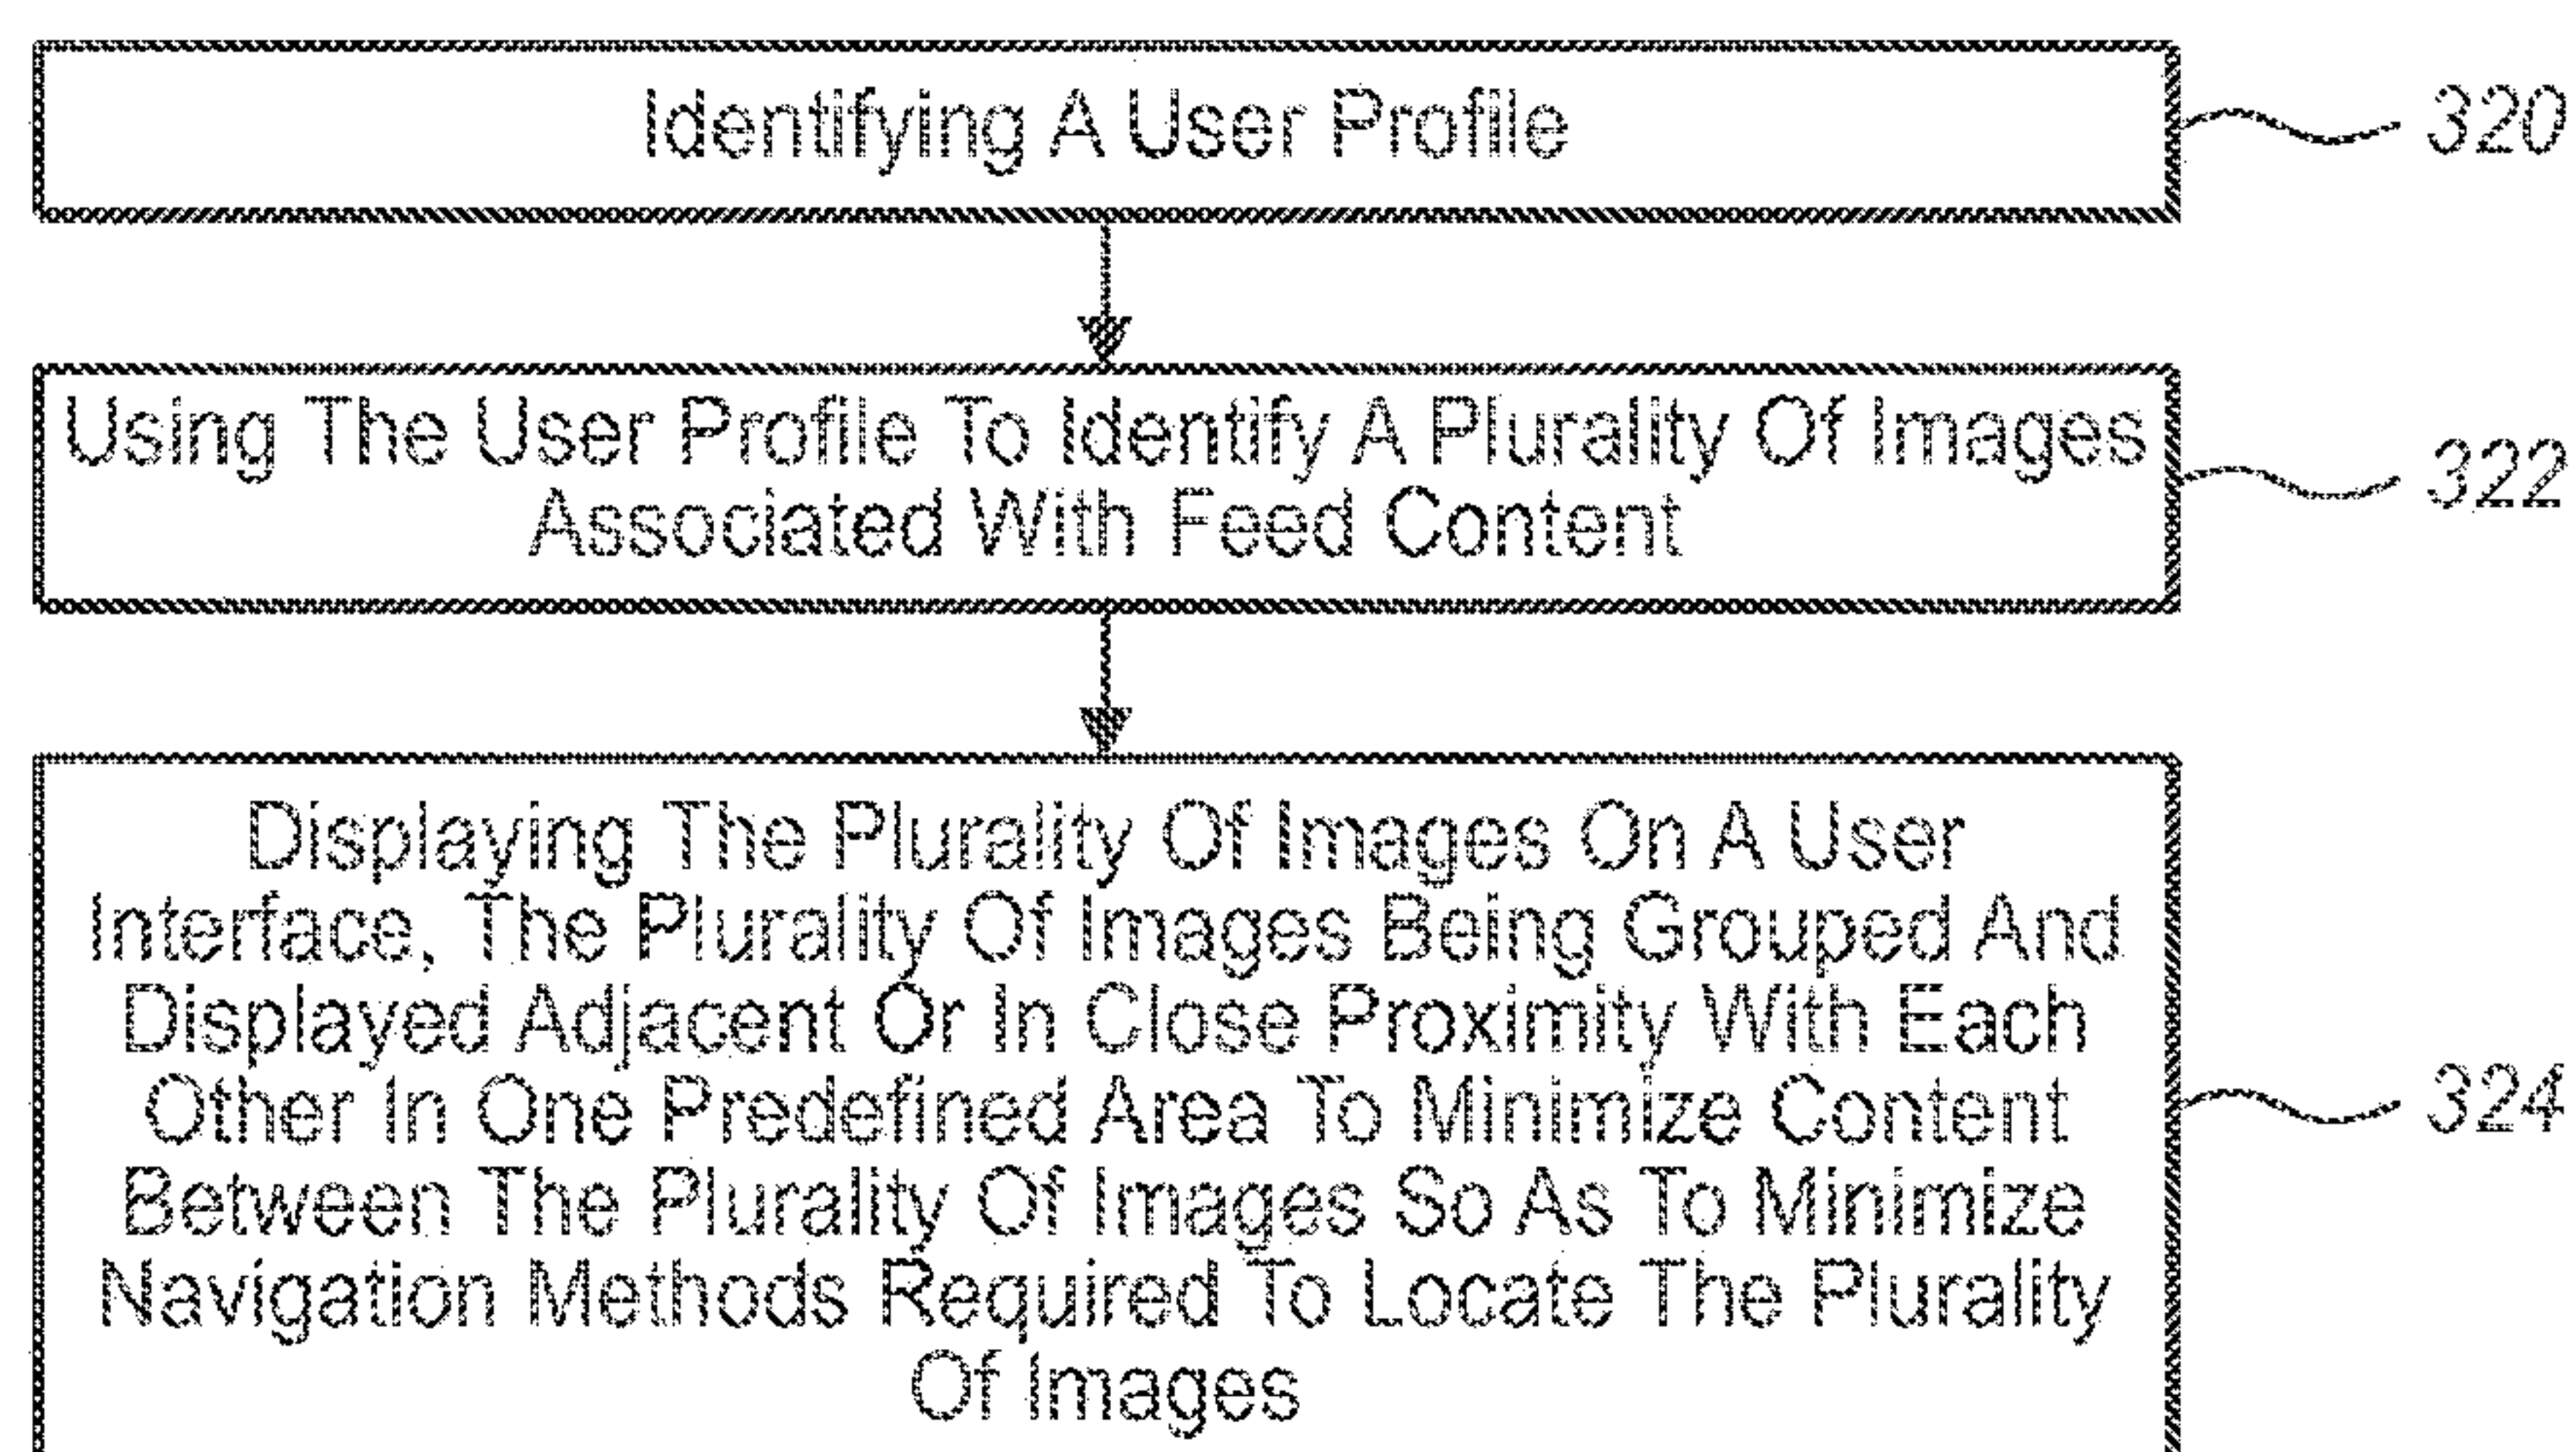 Identifying A User Profile
320
Using The User Profile To Identify A Plurality Of Images
Associated With Feed Content
322
Displaying The Plurality Of Images On A User
Interface, The Plurality Of Images Being Grouped And
Displayed Adjacent Or In Close Proximity With Each
Other In One Predefined Area To Minimize Content
Between The Plurality Of Images So As To Minimize
Navigation Methods Required To Locate The Plurality
Of Images
324